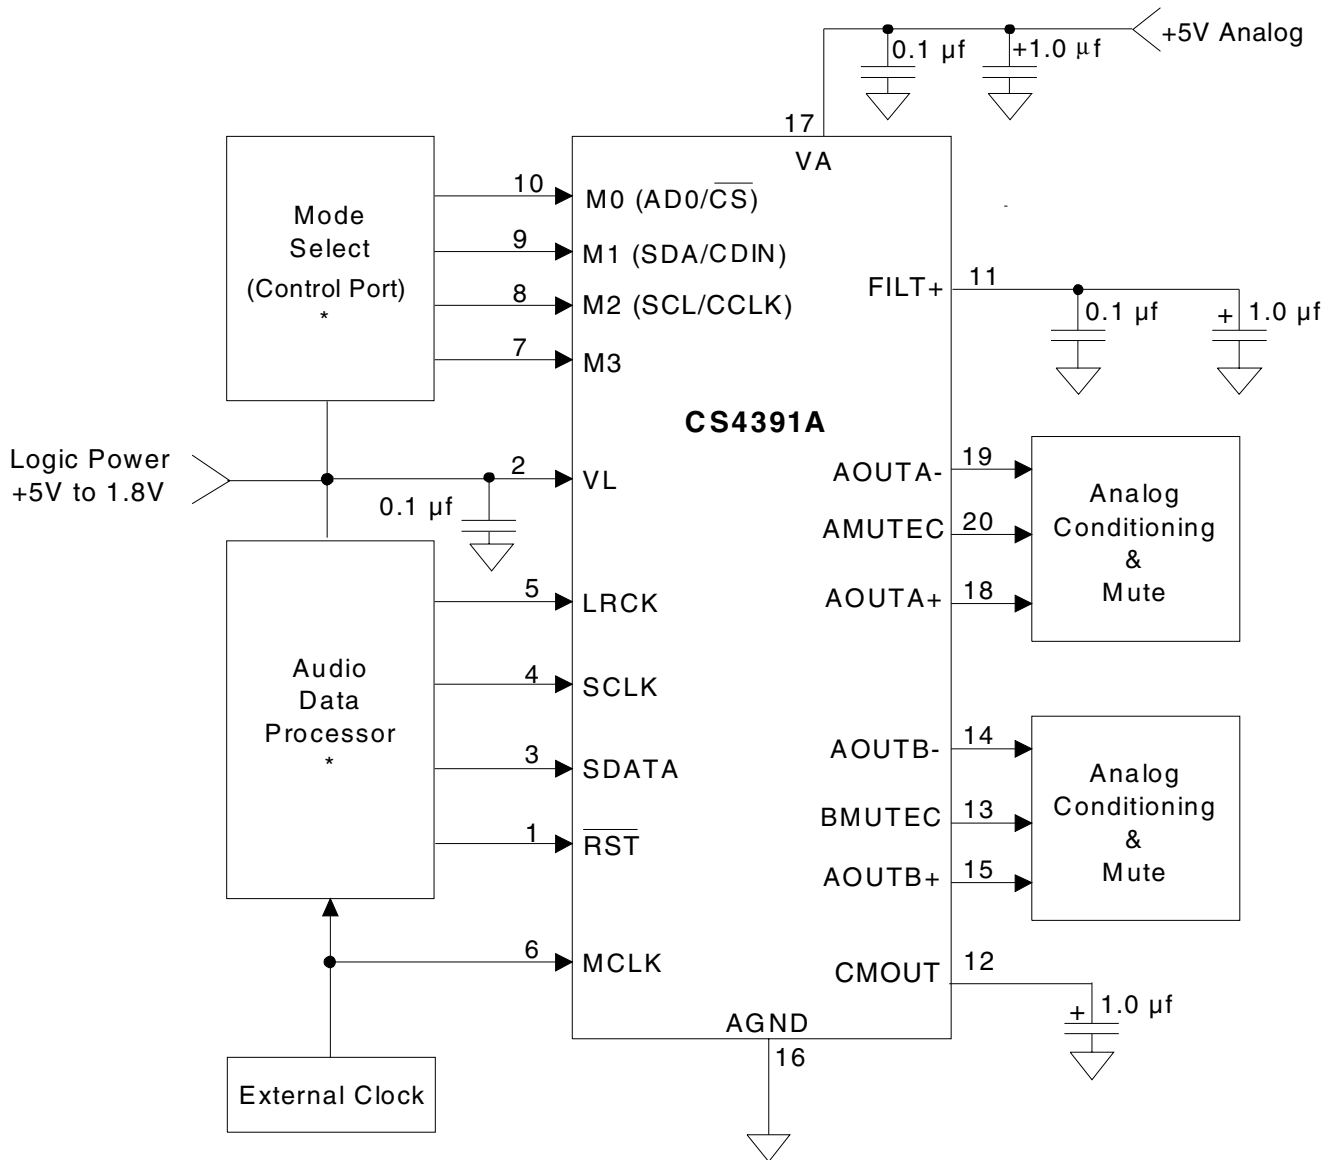 +5V Analog
0.1 µf
+1.0 µf
17
VA
Mode
Select
(Control Port)
*
10
M0 (AD0/CS)
9
M1 (SDA/CDIN)
8
M2 (SCL/CCLK)
7
M3
FILT+
11
0.1 µf
+ 1.0 µf
CS4391A
Logic Power
+5V to 1.8V
0.1 µf
2
VL
AOUTA-
19
AMUTEC
20
AOUTA+
18
Analog
Conditioning
&
Mute
Audio
Data
Processor
*
5
LRCK
4
SCLK
3
SDATA
1
RST
AOUTB-
14
BMUTEC
13
AOUTB+
15
Analog
Conditioning
&
Mute
6
MCLK
CMOUT
12
+ 1.0 µf
AGND
16
External Clock